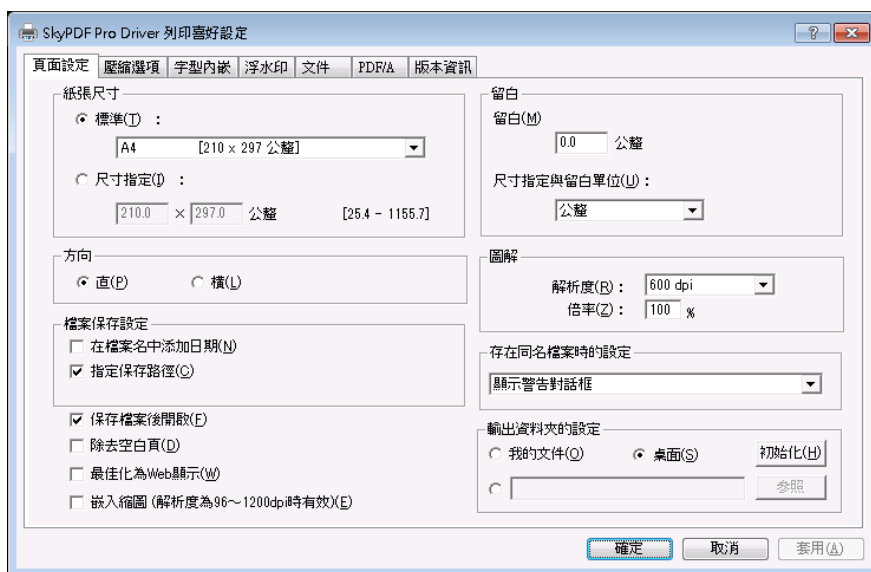 SkyPDF Pro Driver 列印喜好設定
頁面設定 壓縮選項 字型內嵌 浮水印 文件 PDF/A 版本資訊
紙張尺寸
標準(T) :
A4 [210 x 297 公釐]
尺寸指定(I) :
210.0 × 297.0 公釐 [25.4 - 1155.7]
方向
直(P) 橫(L)
檔案保存設定
在檔案名中添加日期(N)
指定保存路徑(C)
保存檔案後開啟(F)
除去空白頁(D)
最佳化為Web顯示(W)
嵌入縮圖 (解析度為96～1200dpi時有效)(E)
留白
留白(M)
0.0 公釐
尺寸指定與留白單位(U) :
公釐
圖解
解析度(R) : 600 dpi
倍率(Z) : 100 %
存在同名檔案時的設定
顯示警告對話框
輸出資料夾的設定
我的文件(O) 桌面(S) 初始化(H)
參照
確定 取消 套用(A)